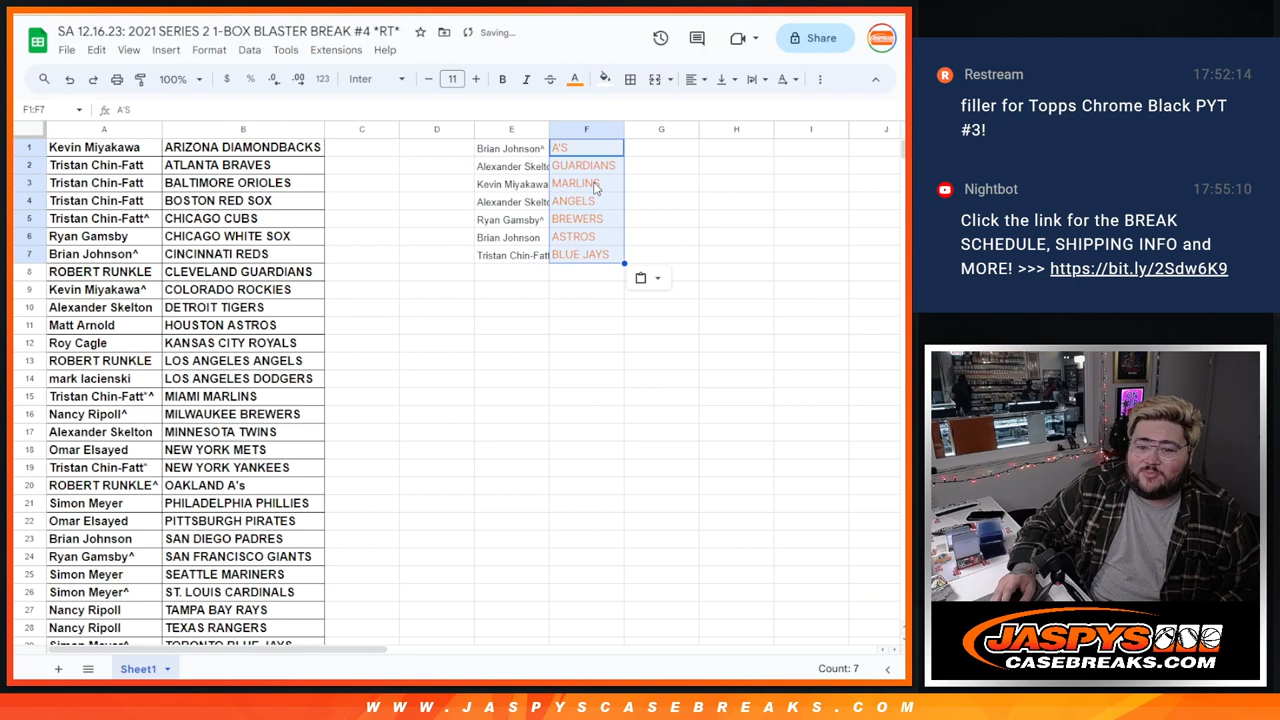 SA 12.16.23: 2021 SERIES 2 1-BOX BLASTER BREAK #4 *RT*
Saving...
File Edit View Insert Format Data Tools Extensions Help
Share
100% $ % .0 .00 123 Inter 11 B I A
F1:F7 fx A'S
A B C D E F G H I J
1 Kevin Miyakawa ARIZONA DIAMONDBACKS Brian Johnson^ A'S
2 Tristan Chin-Fatt ATLANTA BRAVES Alexander Skelto GUARDIANS
3 Tristan Chin-Fatt BALTIMORE ORIOLES Kevin Miyakawa MARLINS
4 Tristan Chin-Fatt BOSTON RED SOX Alexander Skelto ANGELS
5 Tristan Chin-Fatt^ CHICAGO CUBS Ryan Gamsby^ BREWERS
6 Ryan Gamsby CHICAGO WHITE SOX Brian Johnson ASTROS
7 Brian Johnson^ CINCINNATI REDS Tristan Chin-Fatt BLUE JAYS
8 ROBERT RUNKLE CLEVELAND GUARDIANS
9 Kevin Miyakawa^ COLORADO ROCKIES
10 Alexander Skelton DETROIT TIGERS
11 Matt Arnold HOUSTON ASTROS
12 Roy Cagle KANSAS CITY ROYALS
13 ROBERT RUNKLE LOS ANGELES ANGELS
14 mark lacienski LOS ANGELES DODGERS
15 Tristan Chin-Fatt*^ MIAMI MARLINS
16 Nancy Ripoll^ MILWAUKEE BREWERS
17 Alexander Skelton MINNESOTA TWINS
18 Omar Elsayed NEW YORK METS
19 Tristan Chin-Fatt* NEW YORK YANKEES
20 ROBERT RUNKLE^ OAKLAND A's
21 Simon Meyer PHILADELPHIA PHILLIES
22 Omar Elsayed PITTSBURGH PIRATES
23 Brian Johnson SAN DIEGO PADRES
24 Ryan Gamsby^ SAN FRANCISCO GIANTS
25 Simon Meyer SEATTLE MARINERS
26 Simon Meyer^ ST. LOUIS CARDINALS
27 Nancy Ripoll TAMPA BAY RAYS
28 Nancy Ripoll TEXAS RANGERS
Simon Meyer^ TORONTO BLUE JAYS
Sheet1
Count: 7
Restream 17:52:14
filler for Topps Chrome Black PYT
#3!
Nightbot 17:55:10
Click the link for the BREAK
SCHEDULE, SHIPPING INFO and
MORE! >>> https://bit.ly/2Sdw6K9
JASPYS
CASEBREAKS.COM
WWW.JASPYSCASEBREAKS.COM